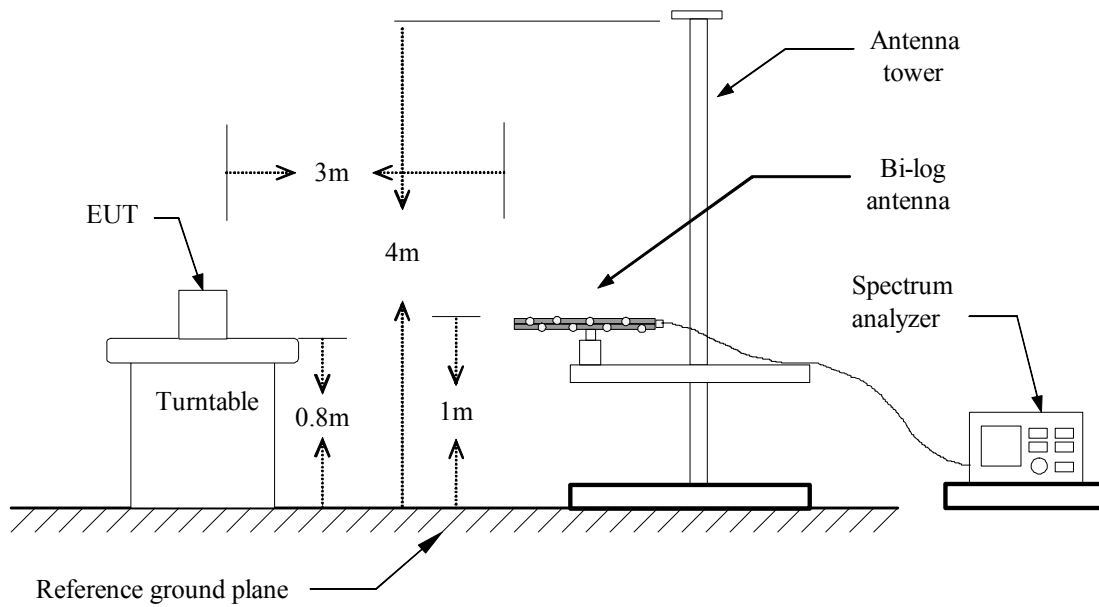 Antenna
tower
3m
Bi-log
antenna
EUT
4m
Spectrum
analyzer
Turntable
0.8m
1m
Reference ground plane